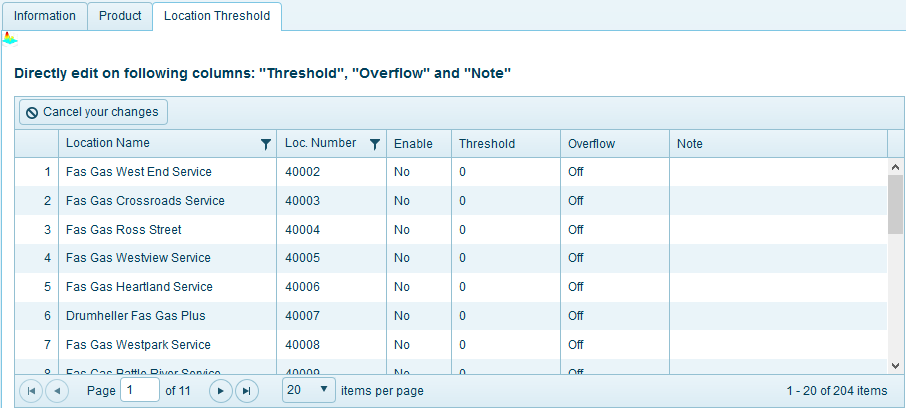 Information Product Location Threshold
Directly edit on following columns: "Threshold", "Overflow" and "Note"
Cancel your changes
Location Name Loc. Number Enable Threshold Overflow Note
1 Fas Gas West End Service 40002 No 0 Off
2 Fas Gas Crossroads Service 40003 No 0 Off
3 Fas Gas Ross Street 40004 No 0 Off
4 Fas Gas Westview Service 40005 No 0 Off
5 Fas Gas Heartland Service 40006 No 0 Off
6 Drumheller Fas Gas Plus 40007 No 0 Off
7 Fas Gas Westpark Service 40008 No 0 Off
8 Fas Gas Battle River Service 40009 No 0 Off
Page 1 of 11 20 items per page 1 - 20 of 204 items